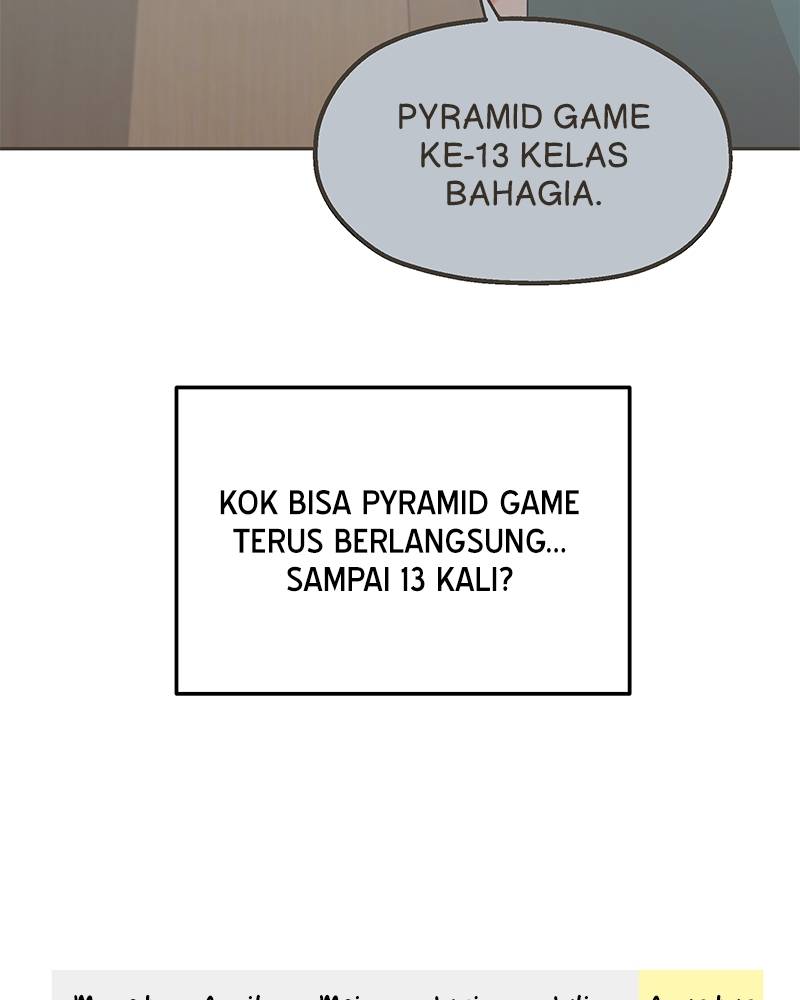 PYRAMID GAME
KE-13 KELAS
BAHAGIA.
KOK BISA PYRAMID GAME
TERUS BERLANGSUNG...
SAMPAI 13 KALI?